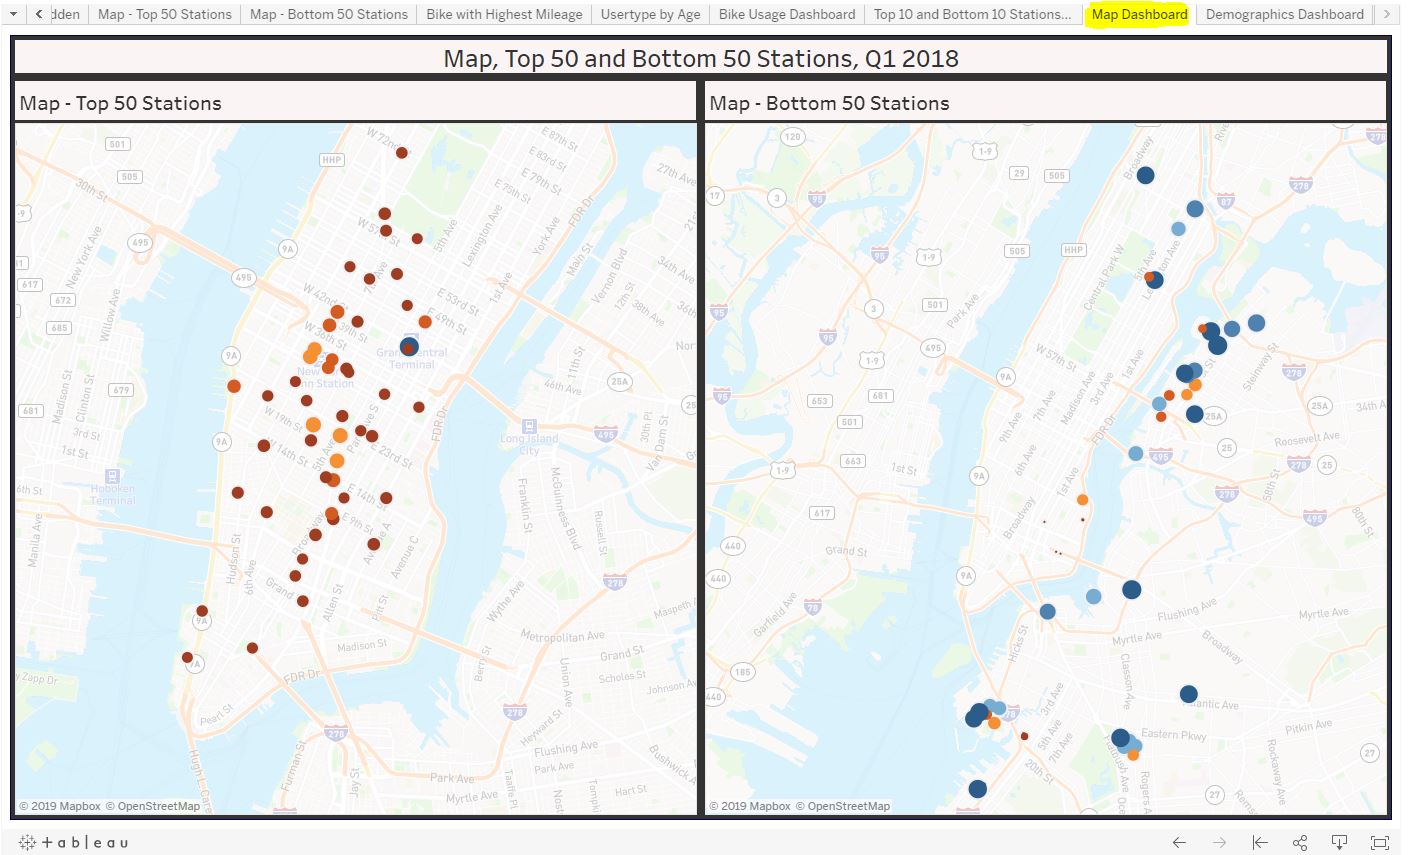 dden
Map - Top 50 Stations
Map - Bottom 50 Stations
Bike with Highest Mileage
Usertype by Age
Bike Usage Dashboard
Top 10 and Bottom 10 Stations...
Map Dashboard
Demographics Dashboard
Map, Top 50 and Bottom 50 Stations, Q1 2018
Map - Top 50 Stations
W 72nd
E 87th St
E 83rd St
E 79th St
E 75th St
501
HHP
505
30th St
27th Ave
FDR Dr
W 57th St
5th Ave
Lexington Ave
York Ave
Main St
Vernon Blvd
34th Ave
New York Ave
495
9A
495
617
672
685
Willow Ave
7th Ave
1st Ave
12th St
38th Ave
W 42nd St
E 53rd St
E 49th St
39th St
W 36th St
Grand Central
Terminal
9A
New
nn Station
11th St
46th Ave
25A
679
681
Madison St
Clinton St
3rd St
1st St
W 19th St
W 14th St
5th Ave
Park Ave S
E 23rd St
FDR Dr
9A
Long Island
City
495
30th Pl
Van Dam St
6th St
Hoboken
Terminal
E 14th St
E 9th St
Broadway
Avenue A
Avenue C
Franklin St
McGuinness Blvd
Russell St
Manila Ave
Hudson St
6th Ave
Grand
Allen St
Pitt St
278
Wythe Ave
Maspeth A
9A
9A
Madison St
FDR Dr
Metropolitan Ave
Grand St
Scholes St
Johnson Av
Berry St
Union Ave
y Zapp Dr
Pearl St
278
278
Heyward St
Flushing Ave
Park Ave
Bushwick A
Hugh L Care
Furman St
Jay St
Park Ave
Myrtle Ave
Taaffe Pl
Nost
Tompki
Hart St
© 2019 Mapbox © OpenStreetMap
Map - Bottom 50 Stations
120
1-9
Broadway
River
278
17
3
95
29
505
278
87
9A
95
1-9
505
HHP
5th Ave
Central Park W
3
501
Park Ave
95
495
1-9
W 57th St
1st Ave
Steinway St
278
95
9A
653
681
501
9th Ave
7th Ave
6th Ave
Madison Ave
3rd Ave
FDR Dr
25A
25A
34th A
663
1st St
1-9
9A
495
25
Roosevelt Ave
278
25
617
Broadway
1st Ave
278
58th St
80th St
440
Grand St
440
9A
78
Garfield Ave
Flushing Ave
Myrtle Ave
Myrtle Ave
Broadway
Hicks St
185
440
Classon Ave
3rd Ave
78
5th Ave
7th Ave
20th St
Atlantic Ave
Pitkin Ave
Eastern Pkwy
Rockaway Ave
27
Flatbush Ave
Rogers A
Oce
27
Rems
© 2019 Mapbox © OpenStreetMap
+ a b | e a u